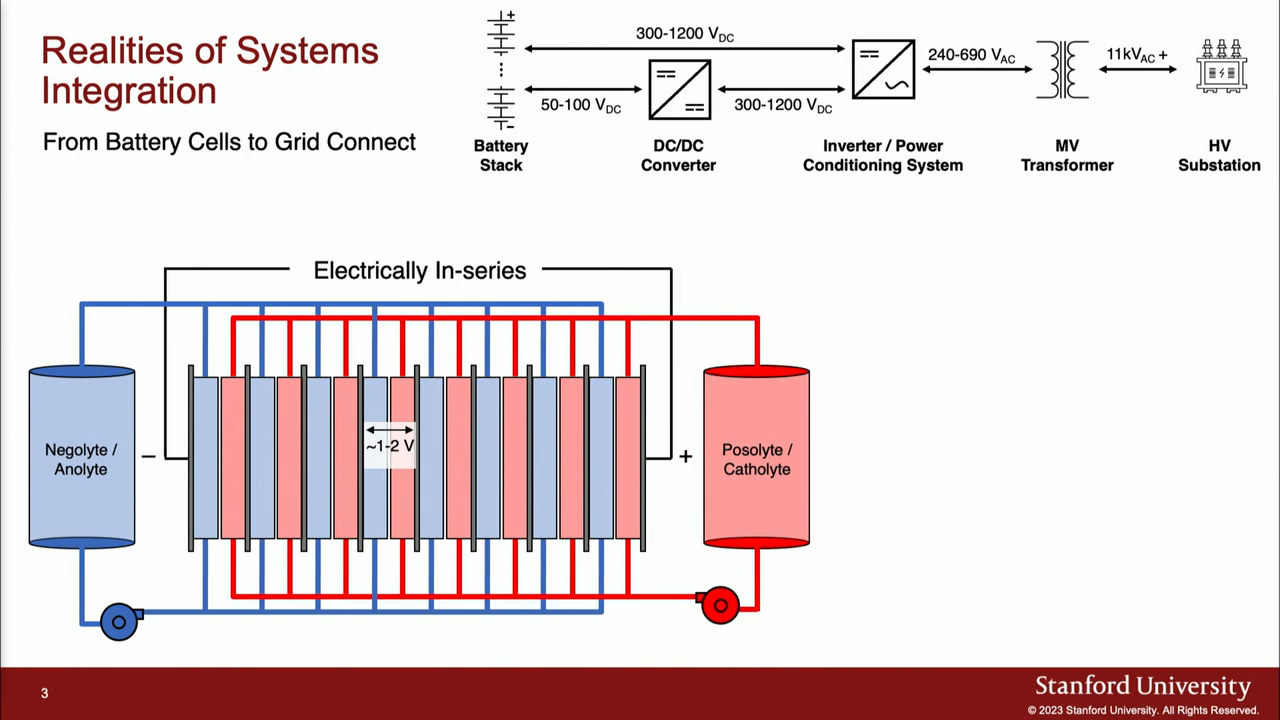 Realities of Systems
Integration
From Battery Cells to Grid Connect
+
300-1200 VDC
50-100 VDC
300-1200 VDC
240-690 VAC
11kVAC +
-
Battery
Stack
DC/DC
Converter
Inverter / Power
Conditioning System
MV
Transformer
HV
Substation
Electrically In-series
Negolyte /
Anolyte
−
~1-2 V
+
Posolyte /
Catholyte
3
Stanford University
© 2023 Stanford University. All Rights Reserved.